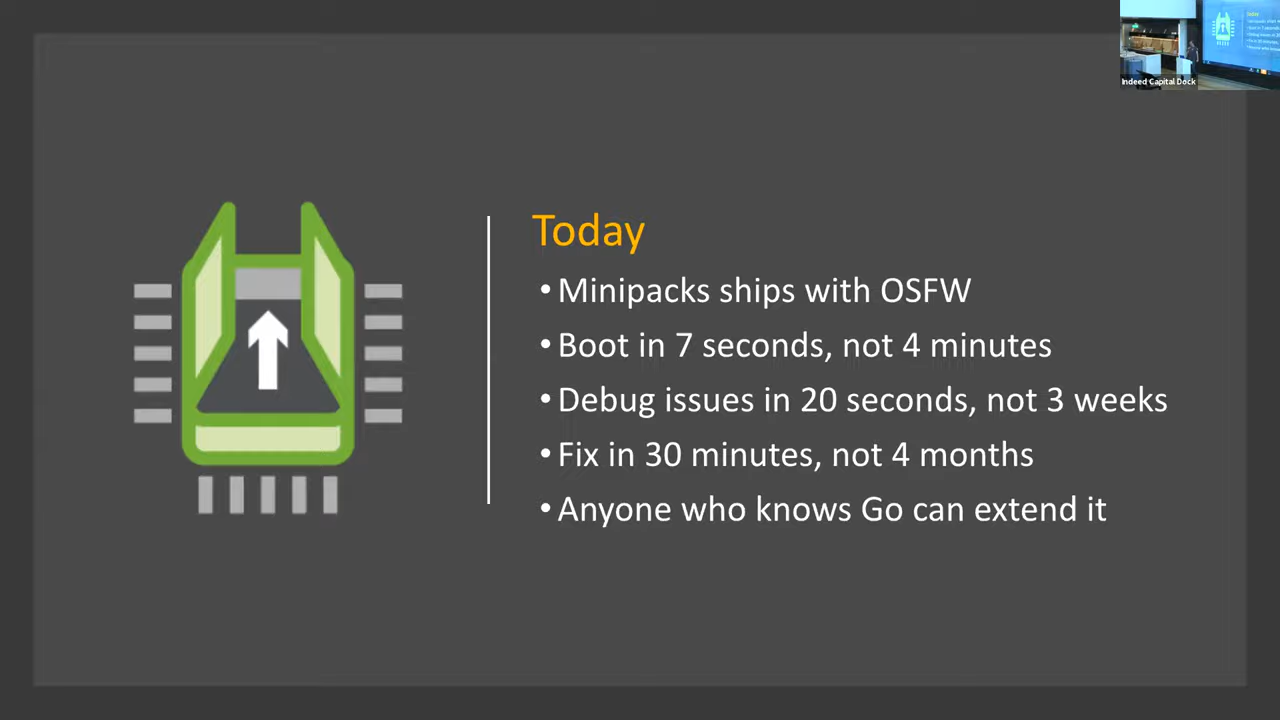 Indeed Capital Dock
Today
•Minipacks ships with OSFW
•Boot in 7 seconds, not 4 minutes
•Debug issues in 20 seconds, not 3 weeks
•Fix in 30 minutes, not 4 months
•Anyone who knows Go can extend it